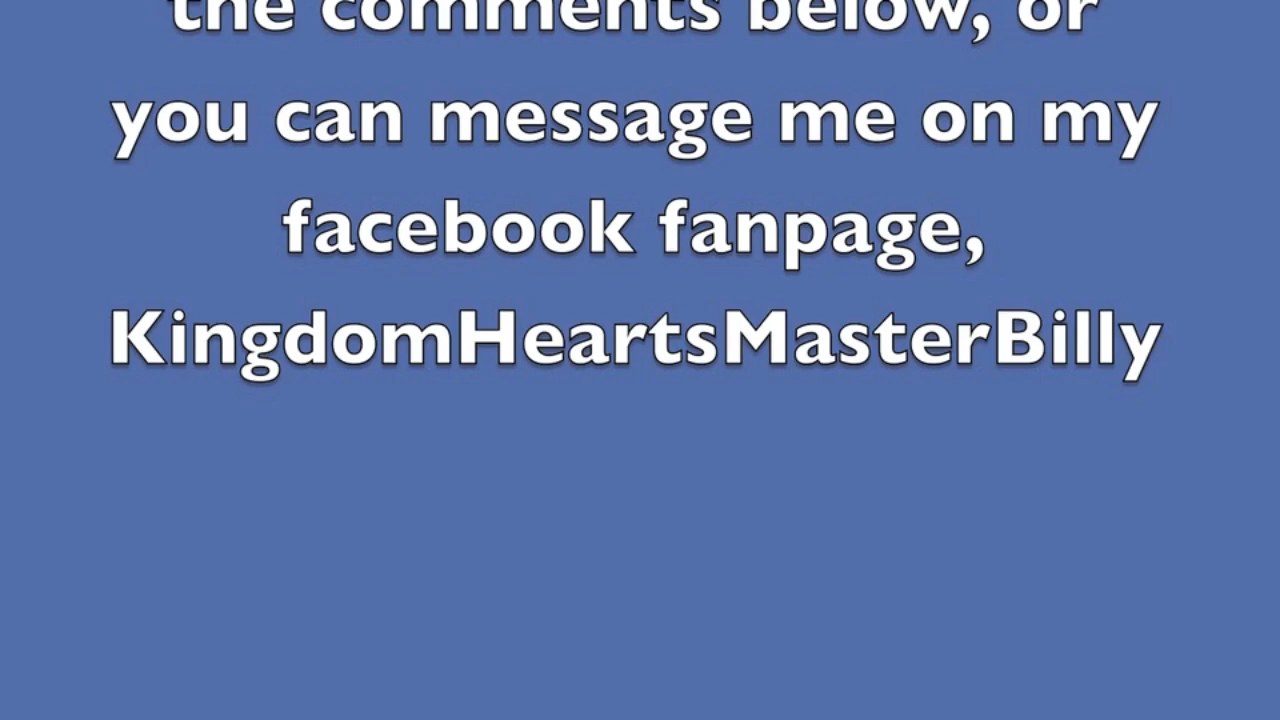 the comments below, or
you can message me on my
facebook fanpage,
KingdomHeartsMasterBilly